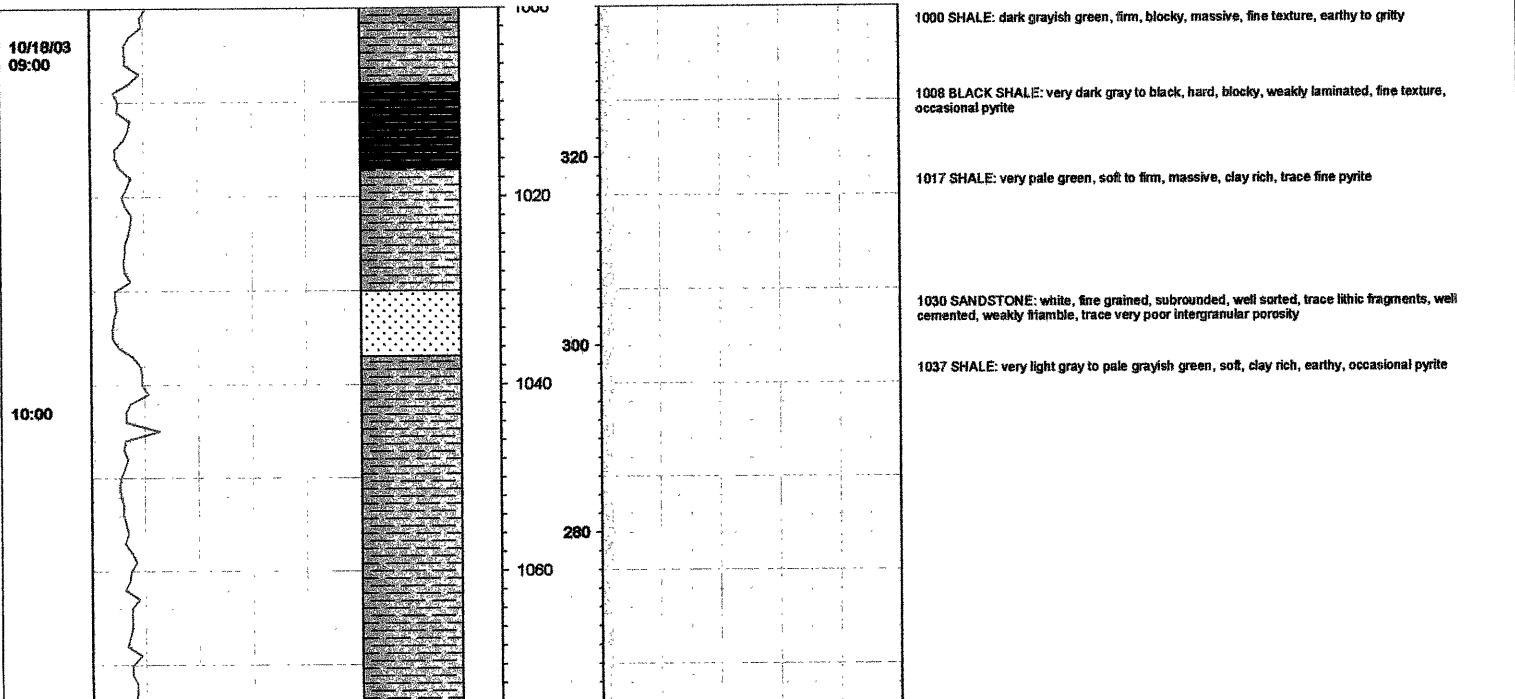 10/18/03
09:00
10:00
1000
1020
1040
1060
320
300
280
1000 SHALE: dark grayish green, firm, blocky, massive, fine texture, earthy to gritty
1008 BLACK SHALE: very dark gray to black, hard, blocky, weakly laminated, fine texture,
occasional pyrite
1017 SHALE: very pale green, soft to firm, massive, clay rich, trace fine pyrite
1030 SANDSTONE: white, fine grained, subrounded, well sorted, trace lithic fragments, well
cemented, weakly friamble, trace very poor intergranular porosity
1037 SHALE: very light gray to pale grayish green, soft, clay rich, earthy, occasional pyrite